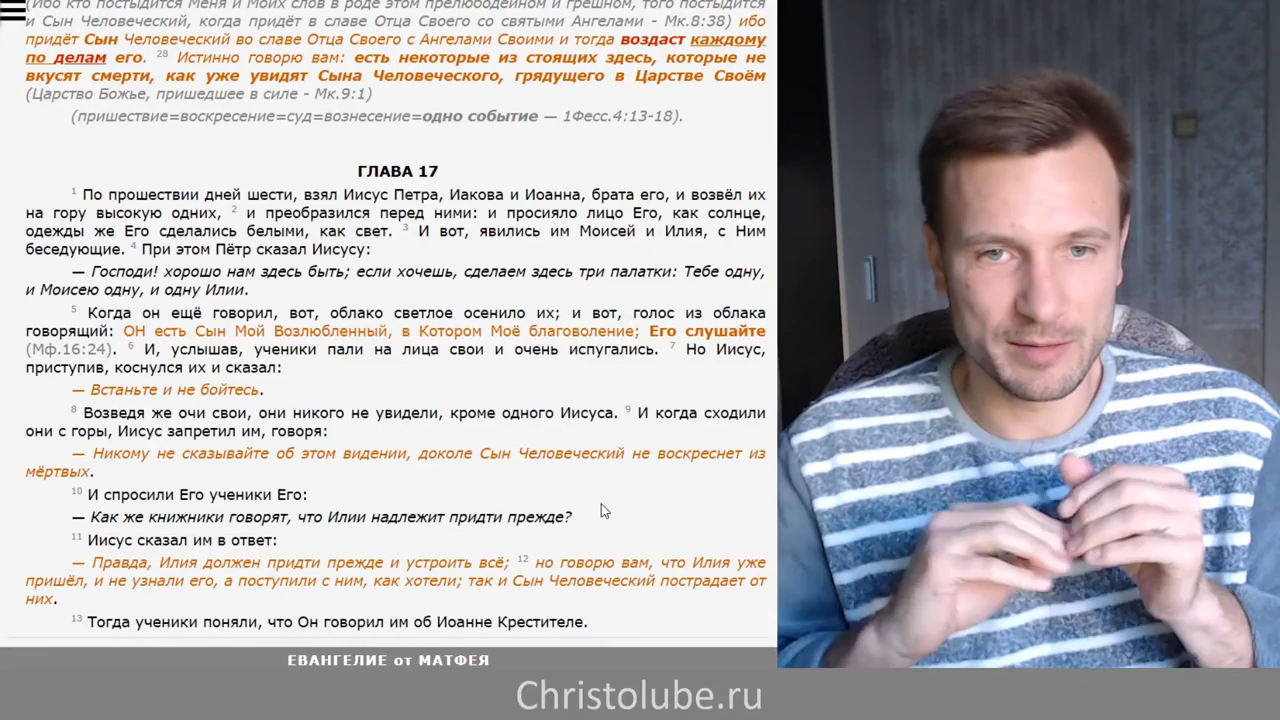 (Ибо кто постыдится Меня и Моих слов в роде этом прелюбодейном и грешном, того постыдится
и Сын Человеческий, когда придёт в славе Отца Своего со святыми Ангелами - Мк.8:38) ибо
придёт Сын Человеческий во славе Отца Своего с Ангелами Своими и тогда воздаст каждому
по делам его. 28 Истинно говорю вам: есть некоторые из стоящих здесь, которые не
вкусят смерти, как уже увидят Сына Человеческого, грядущего в Царстве Своём
(Царство Божье, пришедшее в силе - Мк.9:1)
(пришествие=воскресение=суд=вознесение=одно событие — 1Фесс.4:13-18).
ГЛАВА 17
1 По прошествии дней шести, взял Иисус Петра, Иакова и Иоанна, брата его, и возвёл их
на гору высокую одних, 2 и преобразился перед ними: и просияло лицо Его, как солнце,
одежды же Его сделались белыми, как свет. 3 И вот, явились им Моисей и Илия, с Ним
беседующие. 4 При этом Пётр сказал Иисусу:
— Господи! хорошо нам здесь быть; если хочешь, сделаем здесь три палатки: Тебе одну,
и Моисею одну, и одну Илии.
5 Когда он ещё говорил, вот, облако светлое осенило их; и вот, голос из облака
говорящий: ОН есть Сын Мой Возлюбленный, в Котором Моё благоволение; Его слушайте
(Мф.16:24). 6 И, услышав, ученики пали на лица свои и очень испугались. 7 Но Иисус,
приступив, коснулся их и сказал:
— Встаньте и не бойтесь.
8 Возведя же очи свои, они никого не увидели, кроме одного Иисуса. 9 И когда сходили
они с горы, Иисус запретил им, говоря:
— Никому не сказывайте об этом видении, доколе Сын Человеческий не воскреснет из
мёртвых.
10 И спросили Его ученики Его:
— Как же книжники говорят, что Илии надлежит придти прежде?
11 Иисус сказал им в ответ:
— Правда, Илия должен придти прежде и устроить всё; 12 но говорю вам, что Илия уже
пришёл, и не узнали его, а поступили с ним, как хотели; так и Сын Человеческий пострадает от
них.
13 Тогда ученики поняли, что Он говорил им об Иоанне Крестителе.
ЕВАНГЕЛИЕ от МАТФЕЯ
Christolube.ru